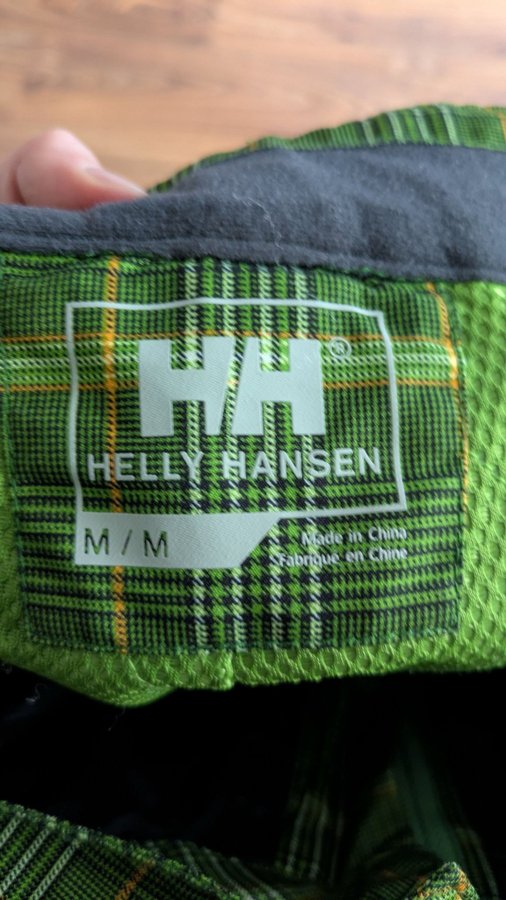 HH®
HELLY HANSEN
M / M
Made in China
Fabriqué en Chine